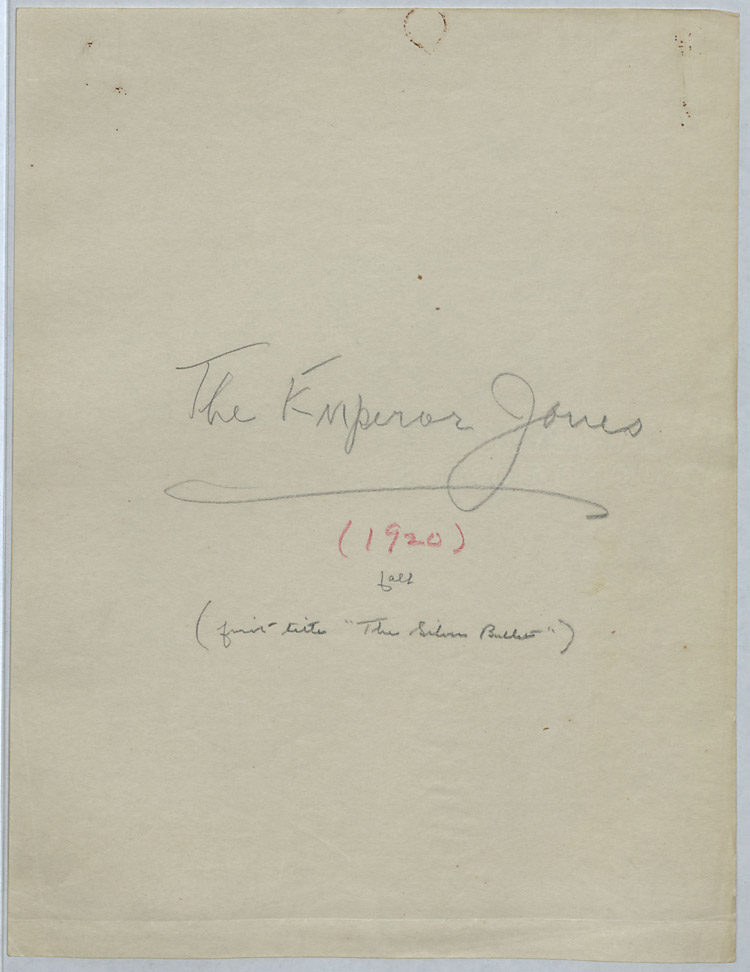 The Emperor Jones
(1920)
fall
(first title "The Silver Bullet")